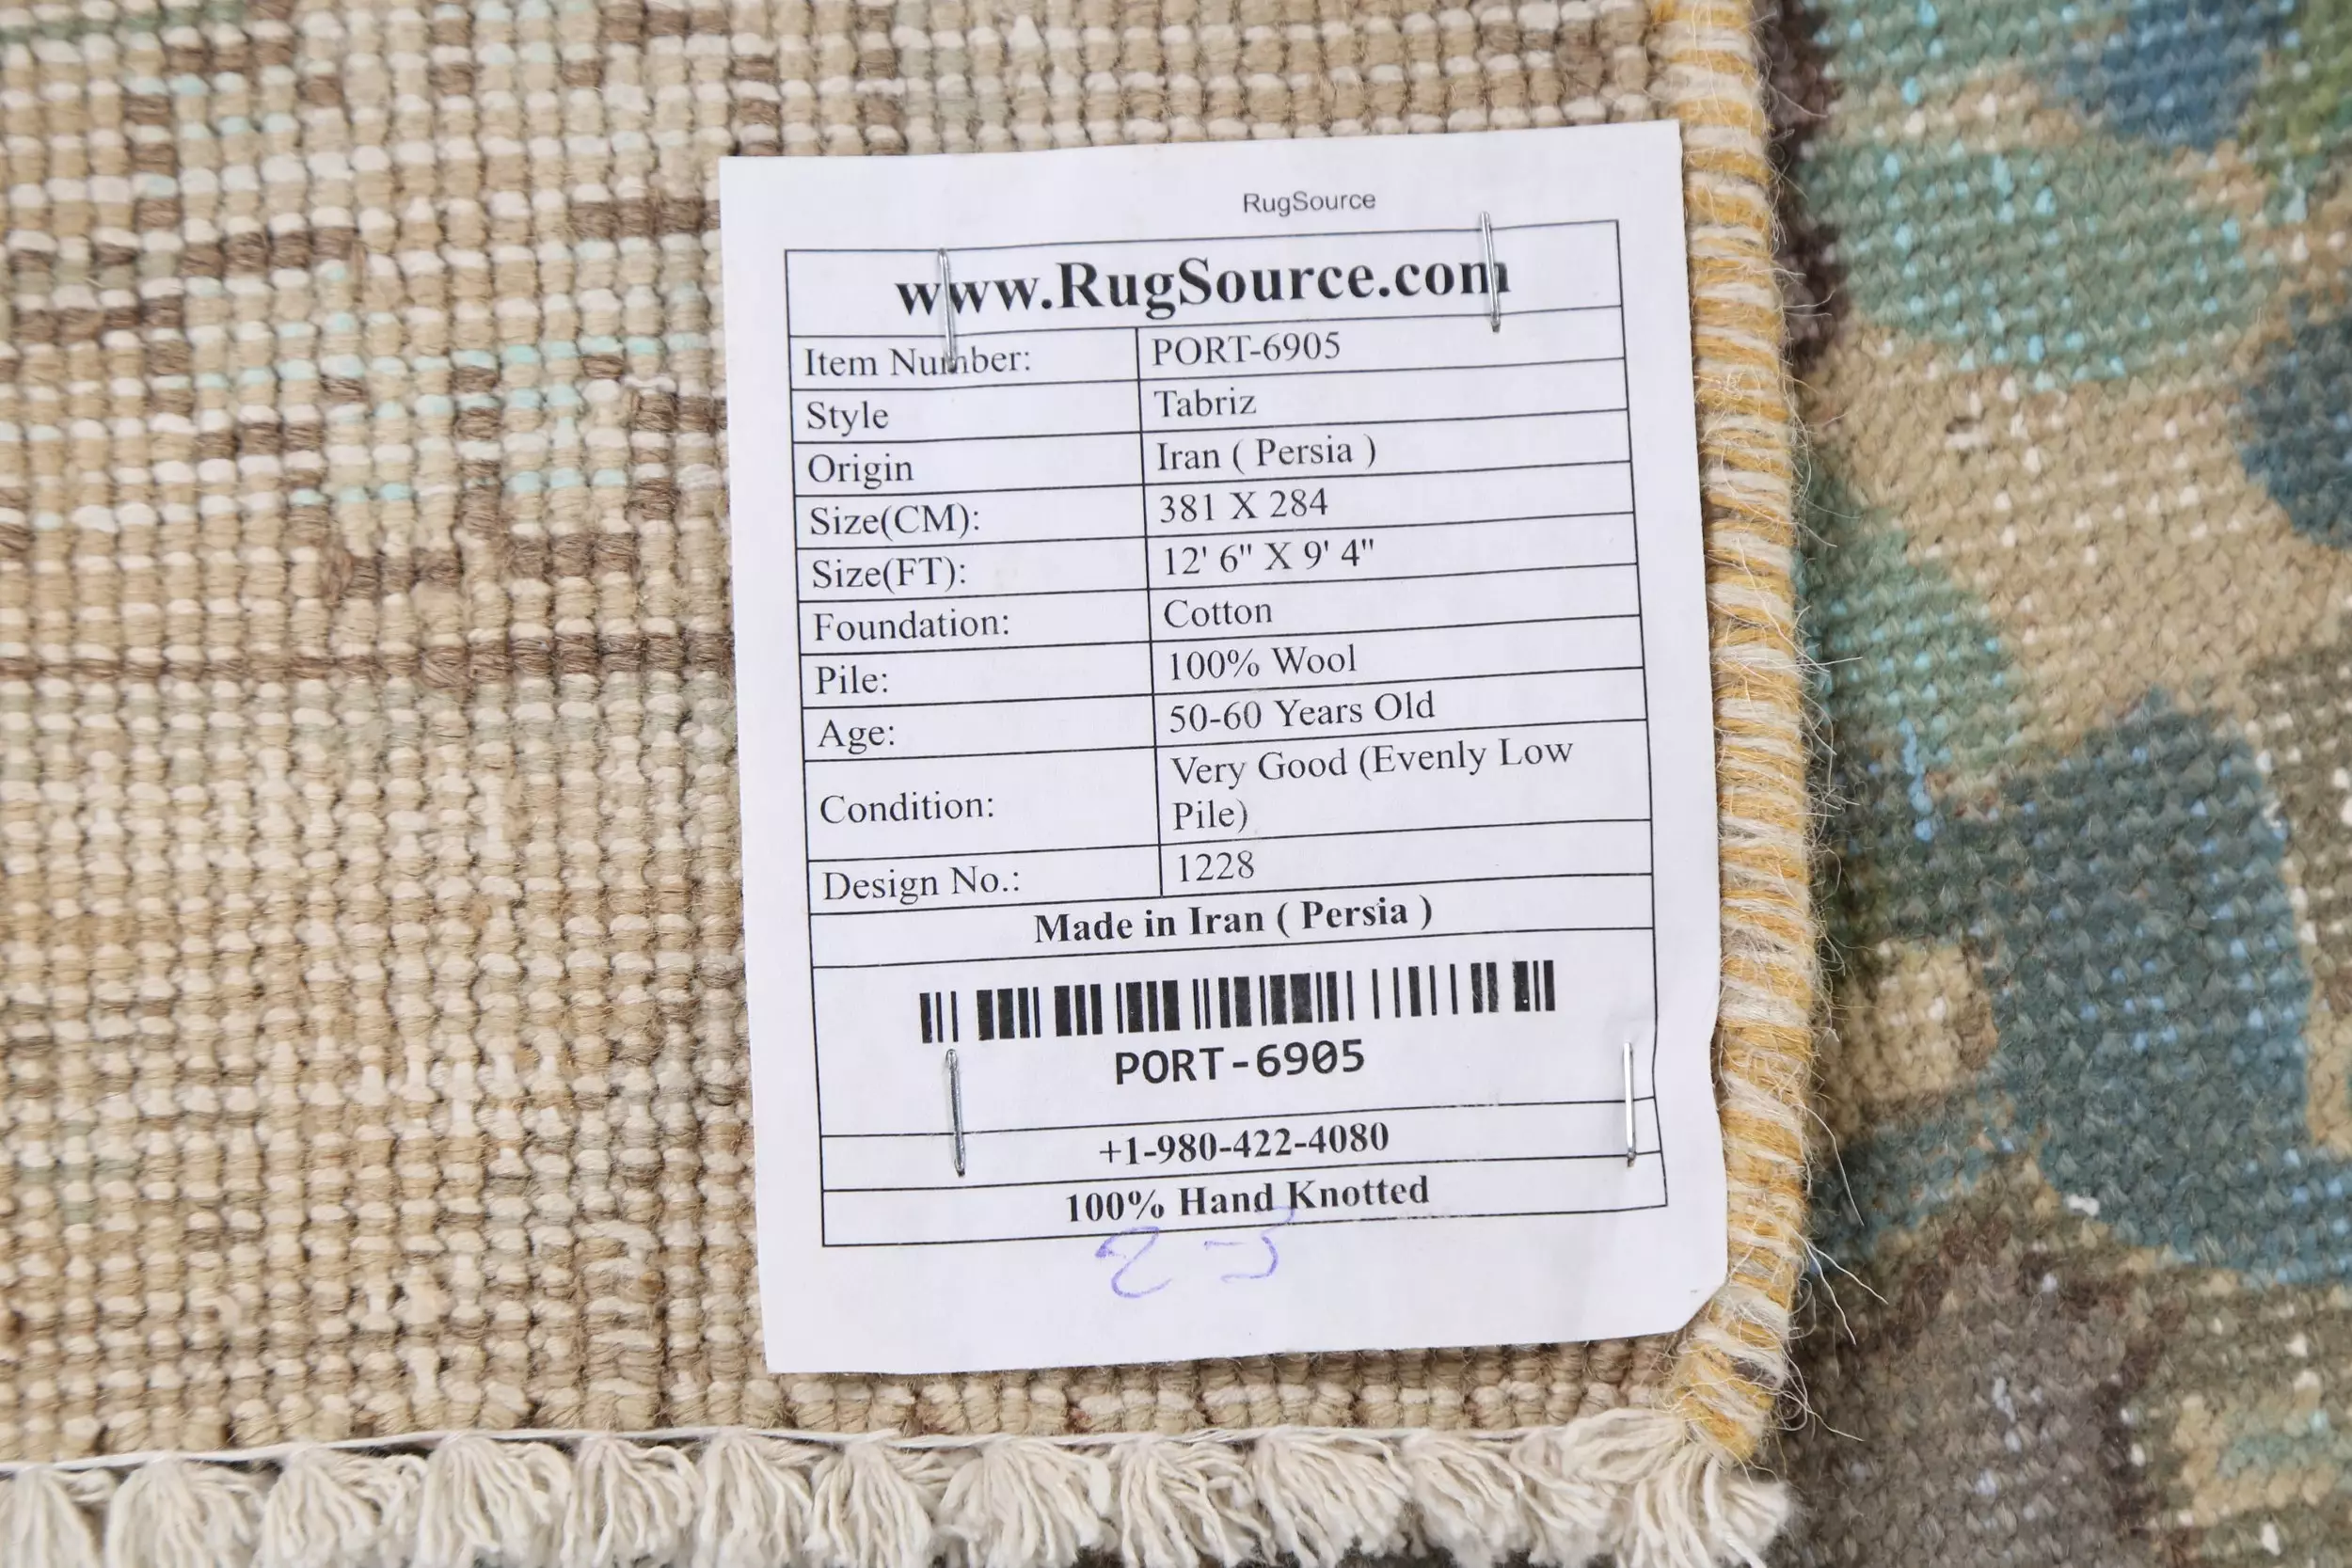 RugSource
www.RugSource.com
Item Number: PORT-6905
Style Tabriz
Origin Iran ( Persia )
Size(CM): 381 X 284
Size(FT): 12' 6" X 9' 4"
Foundation: Cotton
Pile: 100% Wool
Age: 50-60 Years Old
Condition: Very Good (Evenly Low
Pile)
Design No.: 1228
Made in Iran ( Persia )
PORT-6905
+1-980-422-4080
100% Hand Knotted